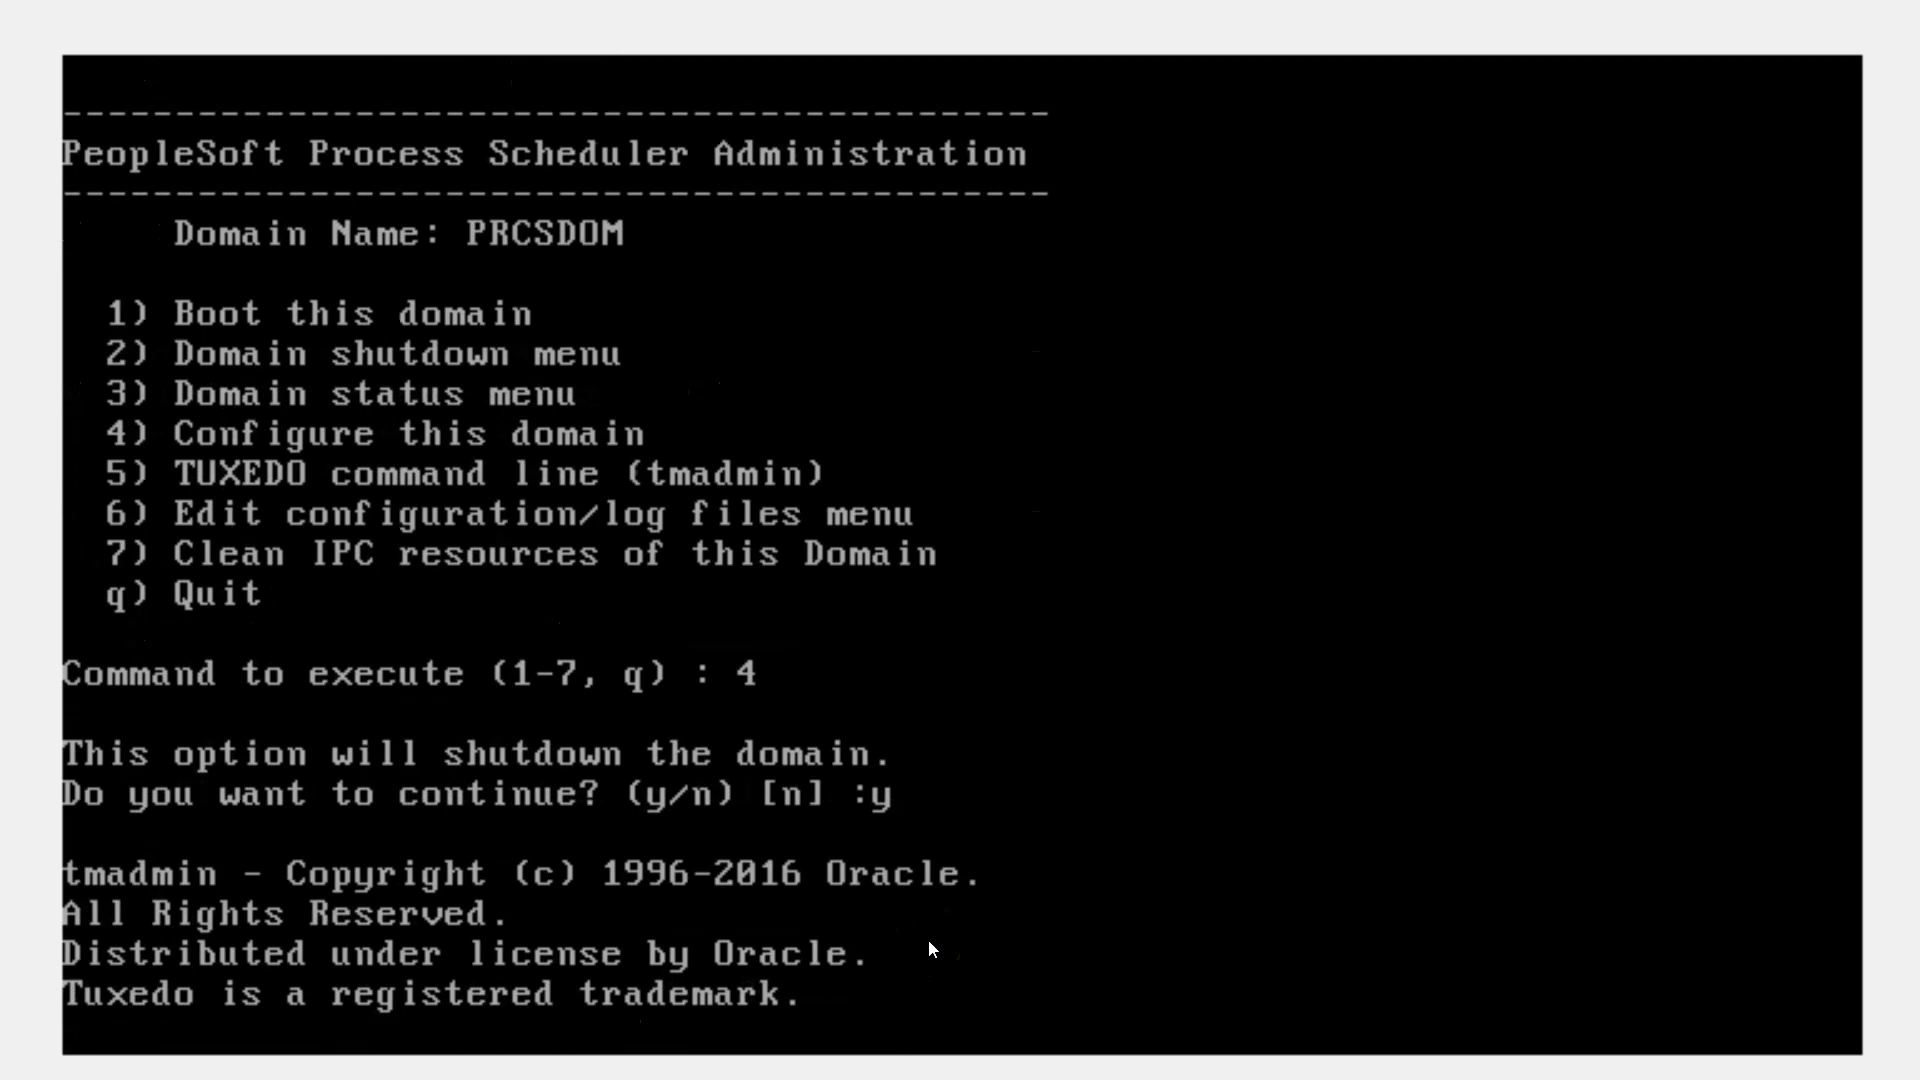 --------------------------------------------
PeopleSoft Process Scheduler Administration
--------------------------------------------
Domain Name: PRCSDOM
1) Boot this domain
2) Domain shutdown menu
3) Domain status menu
4) Configure this domain
5) TUXEDO command line (tmadmin)
6) Edit configuration/log files menu
7) Clean IPC resources of this Domain
q) Quit
Command to execute (1-7, q) : 4
This option will shutdown the domain.
Do you want to continue? (y/n) [n] :y
tmadmin - Copyright (c) 1996-2016 Oracle.
All Rights Reserved.
Distributed under license by Oracle.
Tuxedo is a registered trademark.